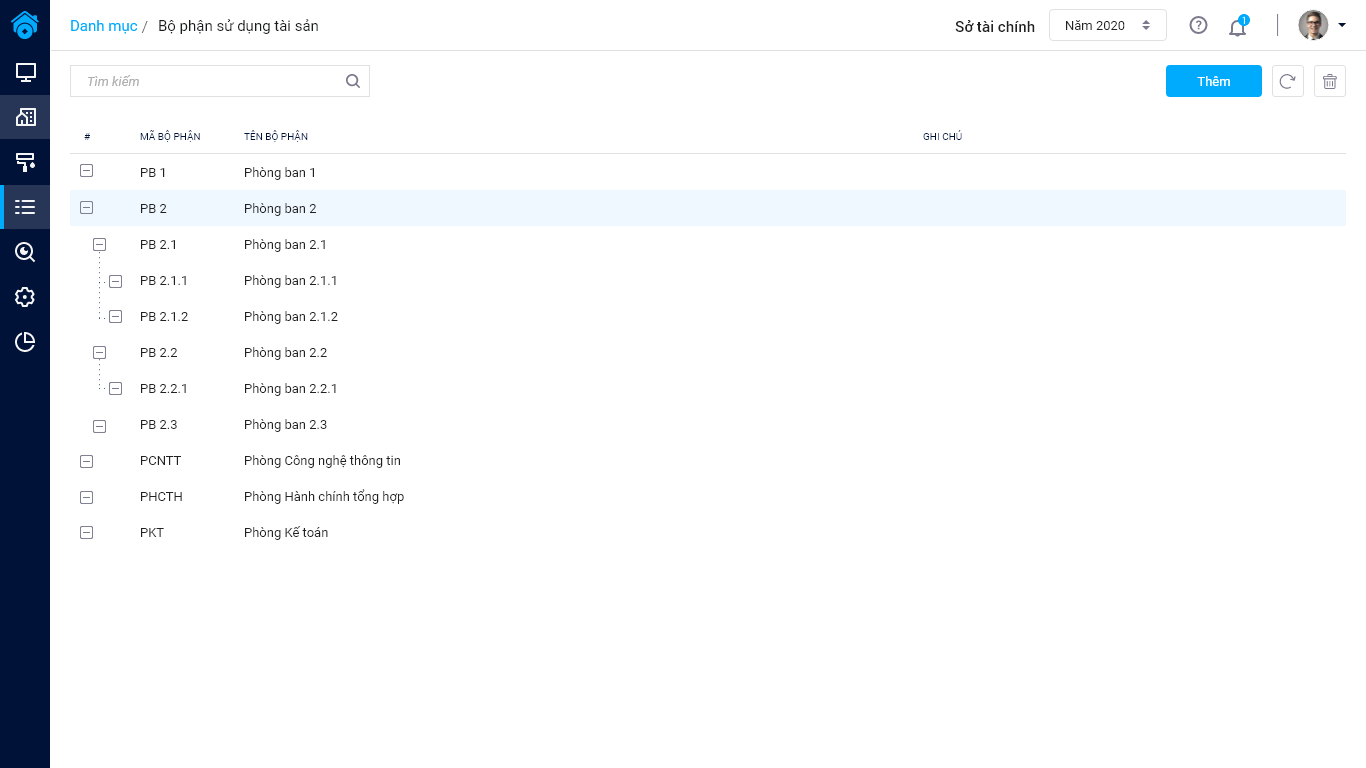 Danh mục / Bộ phận sử dụng tài sản
Sở tài chính
Năm 2020
1
Tìm kiếm
Thêm
# MÃ BỘ PHẬN TÊN BỘ PHẬN GHI CHÚ
PB 1 Phòng ban 1
PB 2 Phòng ban 2
PB 2.1 Phòng ban 2.1
PB 2.1.1 Phòng ban 2.1.1
PB 2.1.2 Phòng ban 2.1.2
PB 2.2 Phòng ban 2.2
PB 2.2.1 Phòng ban 2.2.1
PB 2.3 Phòng ban 2.3
PCNTT Phòng Công nghệ thông tin
PHCTH Phòng Hành chính tổng hợp
PKT Phòng Kế toán